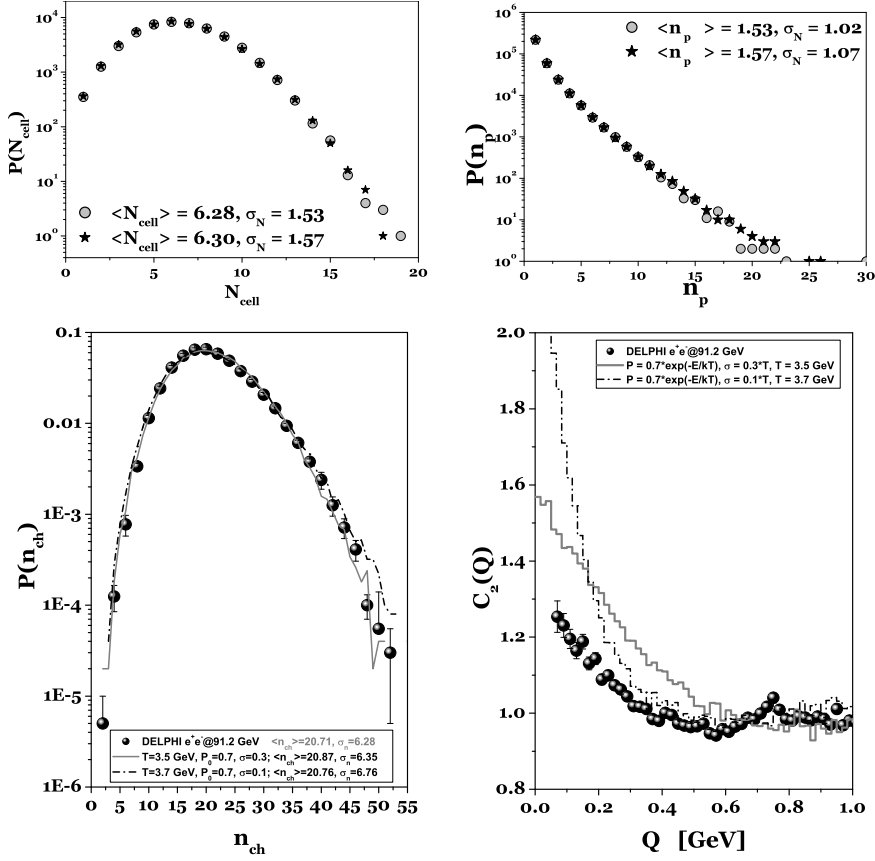 P(N_cell)
10^4
10^3
10^2
10^1
10^0
<N_cell> = 6.28, σ_N = 1.53
<N_cell> = 6.30, σ_N = 1.57
0 5 10 15 20
N_cell
P(n_p)
10^6
10^5
10^4
10^3
10^2
10^1
10^0
<n_p > = 1.53, σ_N = 1.02
<n_p > = 1.57, σ_N = 1.07
0 5 10 15 20 25 30
n_p
P(n_ch)
0.1
0.01
1E-3
1E-4
1E-5
1E-6
DELPHI e^+e^-@91.2 GeV <n_ch>=20.71, σ_n=6.28
T=3.5 GeV, P_0=0.7, σ=0.3; <n_ch>=20.87, σ_n=6.35
T=3.7 GeV, P_0=0.7, σ=0.1; <n_ch>=20.76, σ_n=6.76
0 5 10 15 20 25 30 35 40 45 50 55
n_ch
C_2(Q)
2.0
1.8
1.6
1.4
1.2
1.0
0.8
DELPHI e^+e^-@91.2 GeV
P = 0.7*exp(-E/kT), σ = 0.3*T, T = 3.5 GeV
P = 0.7*exp(-E/kT), σ = 0.1*T, T = 3.7 GeV
0.0 0.2 0.4 0.6 0.8 1.0
Q [GeV]